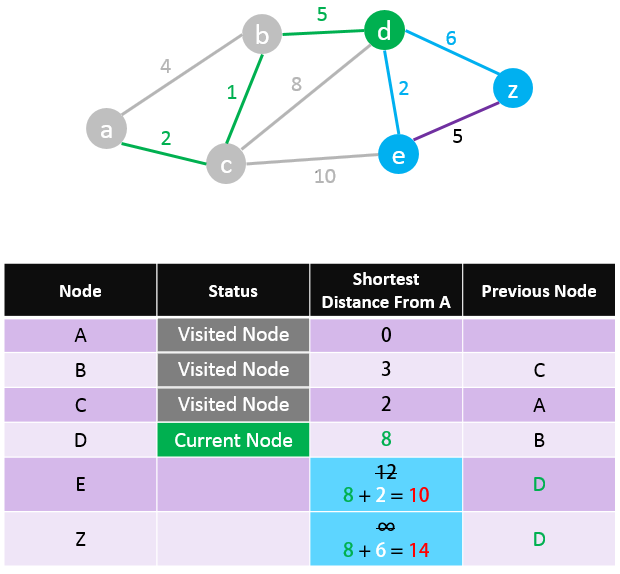 5
b
d
6
4
8
z
1
2
a
2
5
c
e
10
Node Status Shortest Distance From A Previous Node
A Visited Node 0
B Visited Node 3 C
C Visited Node 2 A
D Current Node 8 B
E 12 D
8 + 2 = 10
Z ∞ D
8 + 6 = 14